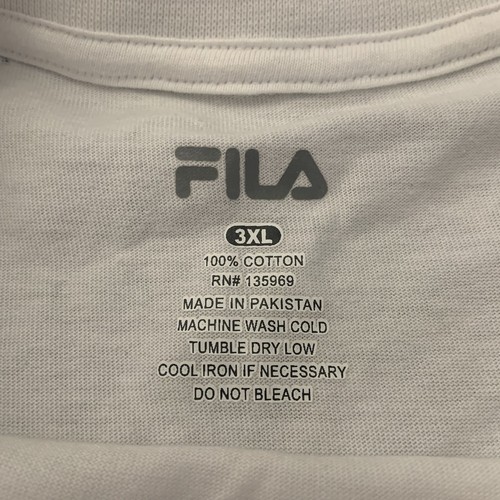 FILA
3XL
100% COTTON
RN# 135969
MADE IN PAKISTAN
MACHINE WASH COLD
TUMBLE DRY LOW
COOL IRON IF NECESSARY
DO NOT BLEACH